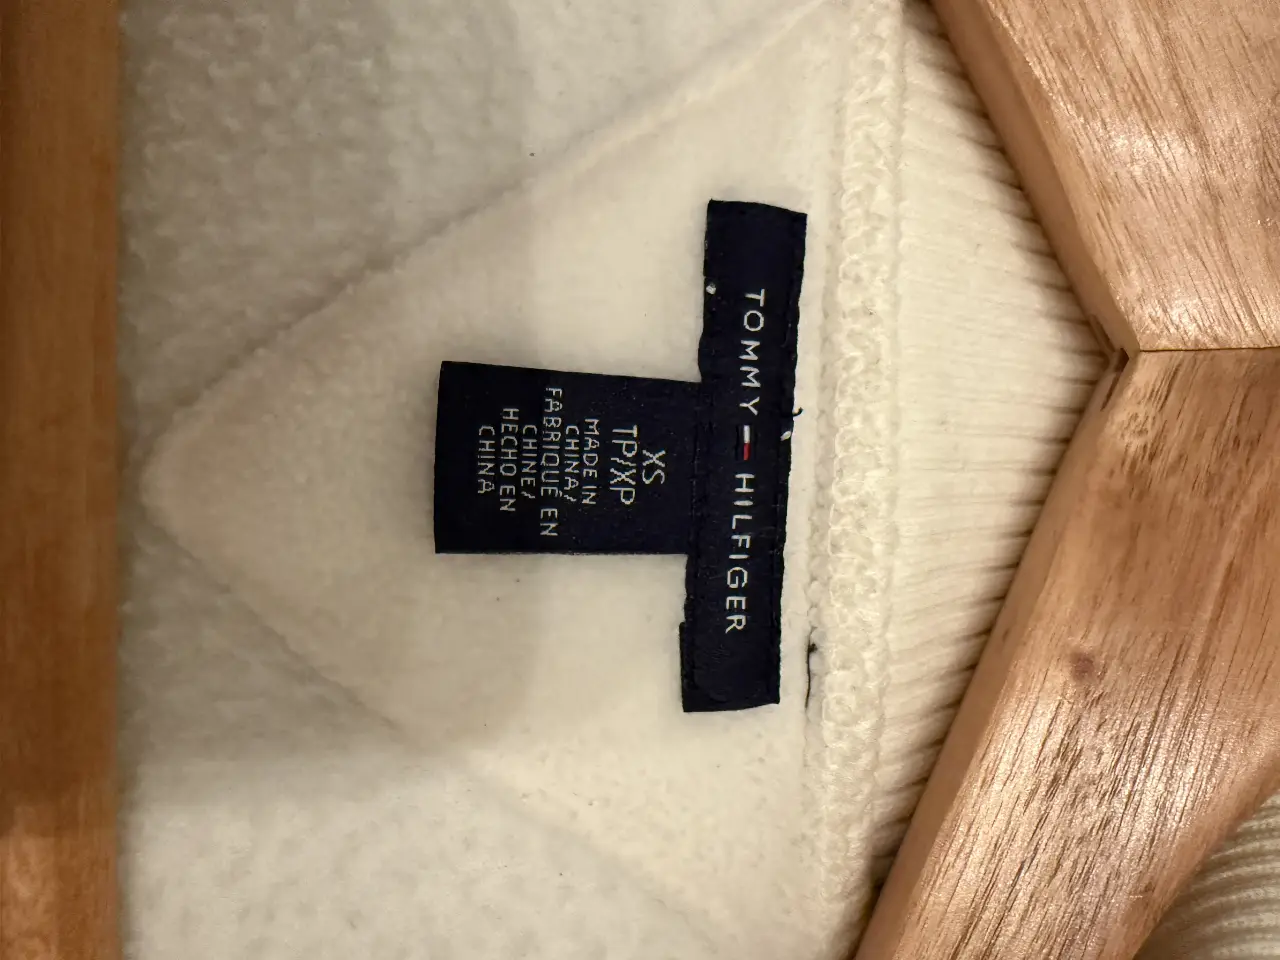 TOMMY HILFIGER
XS
TP/XP
MADE IN
CHINA/
FABRIQUÉ EN
CHINE/
HECHO EN
CHINA